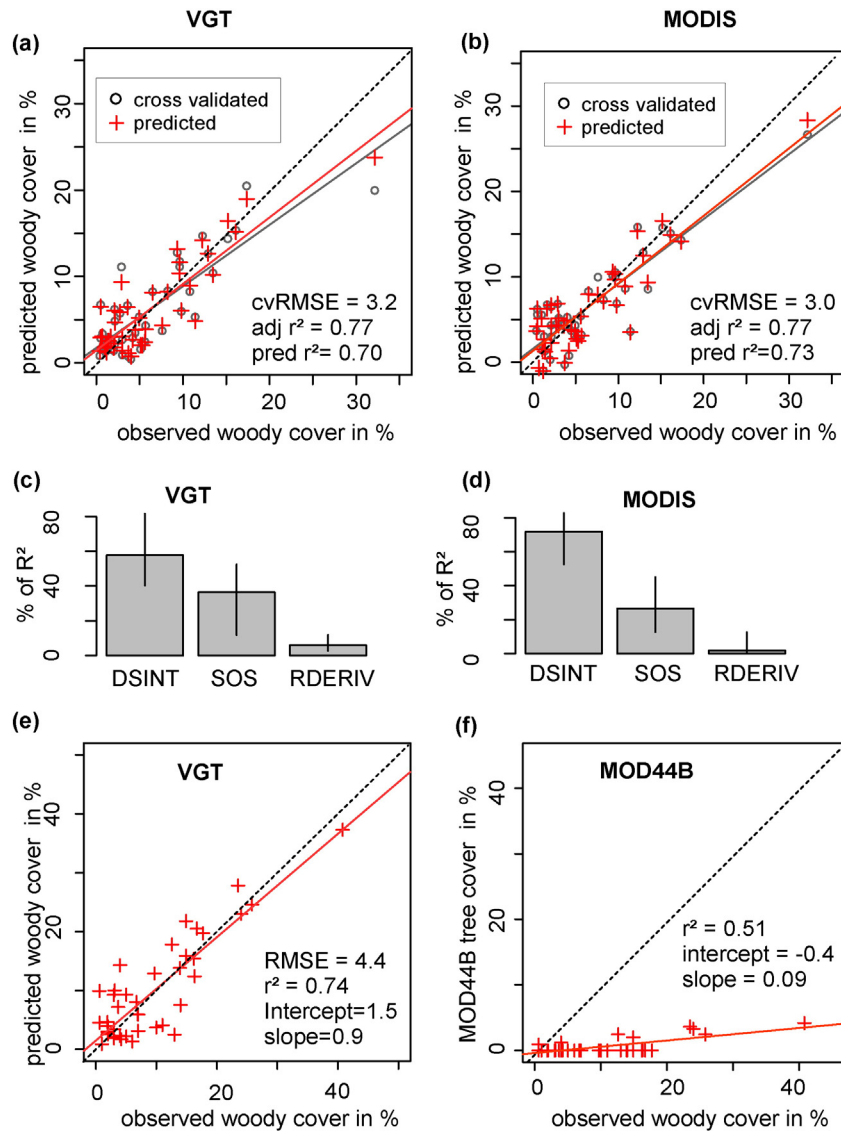 VGT
(a)
predicted woody cover in %
0 10 20 30
cross validated
predicted
cvRMSE = 3.2
adj r² = 0.77
pred r²= 0.70
0 10 20 30
observed woody cover in %
MODIS
(b)
predicted woody cover in %
0 10 20 30
cross validated
predicted
cvRMSE = 3.0
adj r² = 0.77
pred r²=0.73
0 10 20 30
observed woody cover in %
(c)
VGT
% of R²
0 40 80
DSINT SOS RDERIV
(d)
MODIS
% of R²
0 40 80
DSINT SOS RDERIV
(e)
VGT
predicted woody cover in %
0 20 40
RMSE = 4.4
r² = 0.74
Intercept=1.5
slope=0.9
0 20 40
observed woody cover in %
(f)
MOD44B
MOD44B tree cover in %
0 20 40
r² = 0.51
intercept = -0.4
slope = 0.09
0 20 40
observed woody cover in %